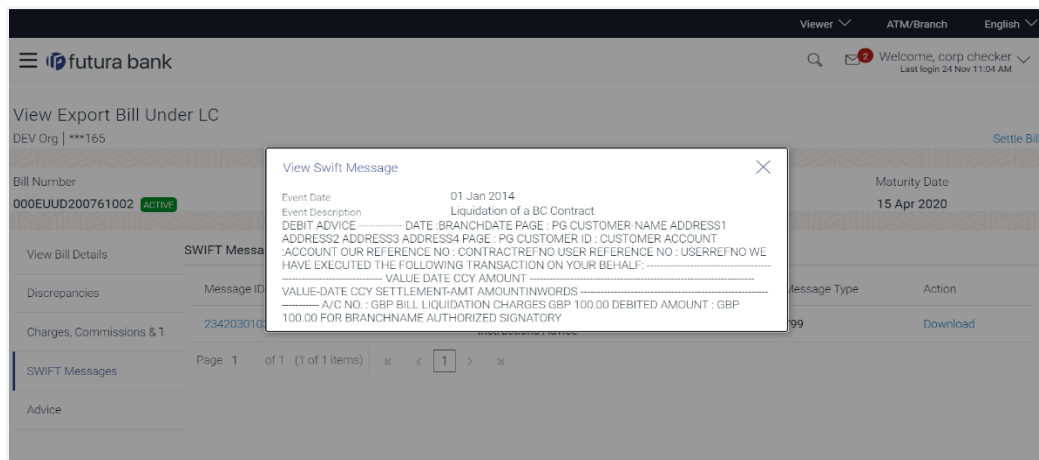 Viewer
ATM/Branch
English
futura bank
2
Welcome, corp checker
Last login 24 Nov 11:04 AM
View Export Bill Under LC
DEV Org | ***165
Settle Bill
Bill Number
000EUUD200761002 ACTIVE
Maturity Date
15 Apr 2020
View Bill Details
Discrepancies
Charges, Commissions & T
SWIFT Messages
Advice
SWIFT Messa
Message ID
Message Type
Action
2342030102
Instructions Advice
799
Download
Page 1 of 1 (1 of 1 items) 1
View Swift Message
Event Date 01 Jan 2014
Event Description Liquidation of a BC Contract
DEBIT ADVICE ------------ DATE :BRANCHDATE PAGE : PG CUSTOMER-NAME ADDRESS1
ADDRESS2 ADDRESS3 ADDRESS4 PAGE : PG CUSTOMER ID : CUSTOMER ACCOUNT
:ACCOUNT OUR REFERENCE NO : CONTRACTREFNO USER REFERENCE NO : USERREFNO WE
HAVE EXECUTED THE FOLLOWING TRANSACTION ON YOUR BEHALF: -----------------------------------
---------------------------- VALUE DATE CCY AMOUNT ---------------------------------------------------------------
VALUE-DATE CCY SETTLEMENT-AMT AMOUNTINWORDS -----------------------------------------------------
----------- A/C NO. : GBP BILL LIQUIDATION CHARGES GBP 100.00 DEBITED AMOUNT : GBP
100.00 FOR BRANCHNAME AUTHORIZED SIGNATORY